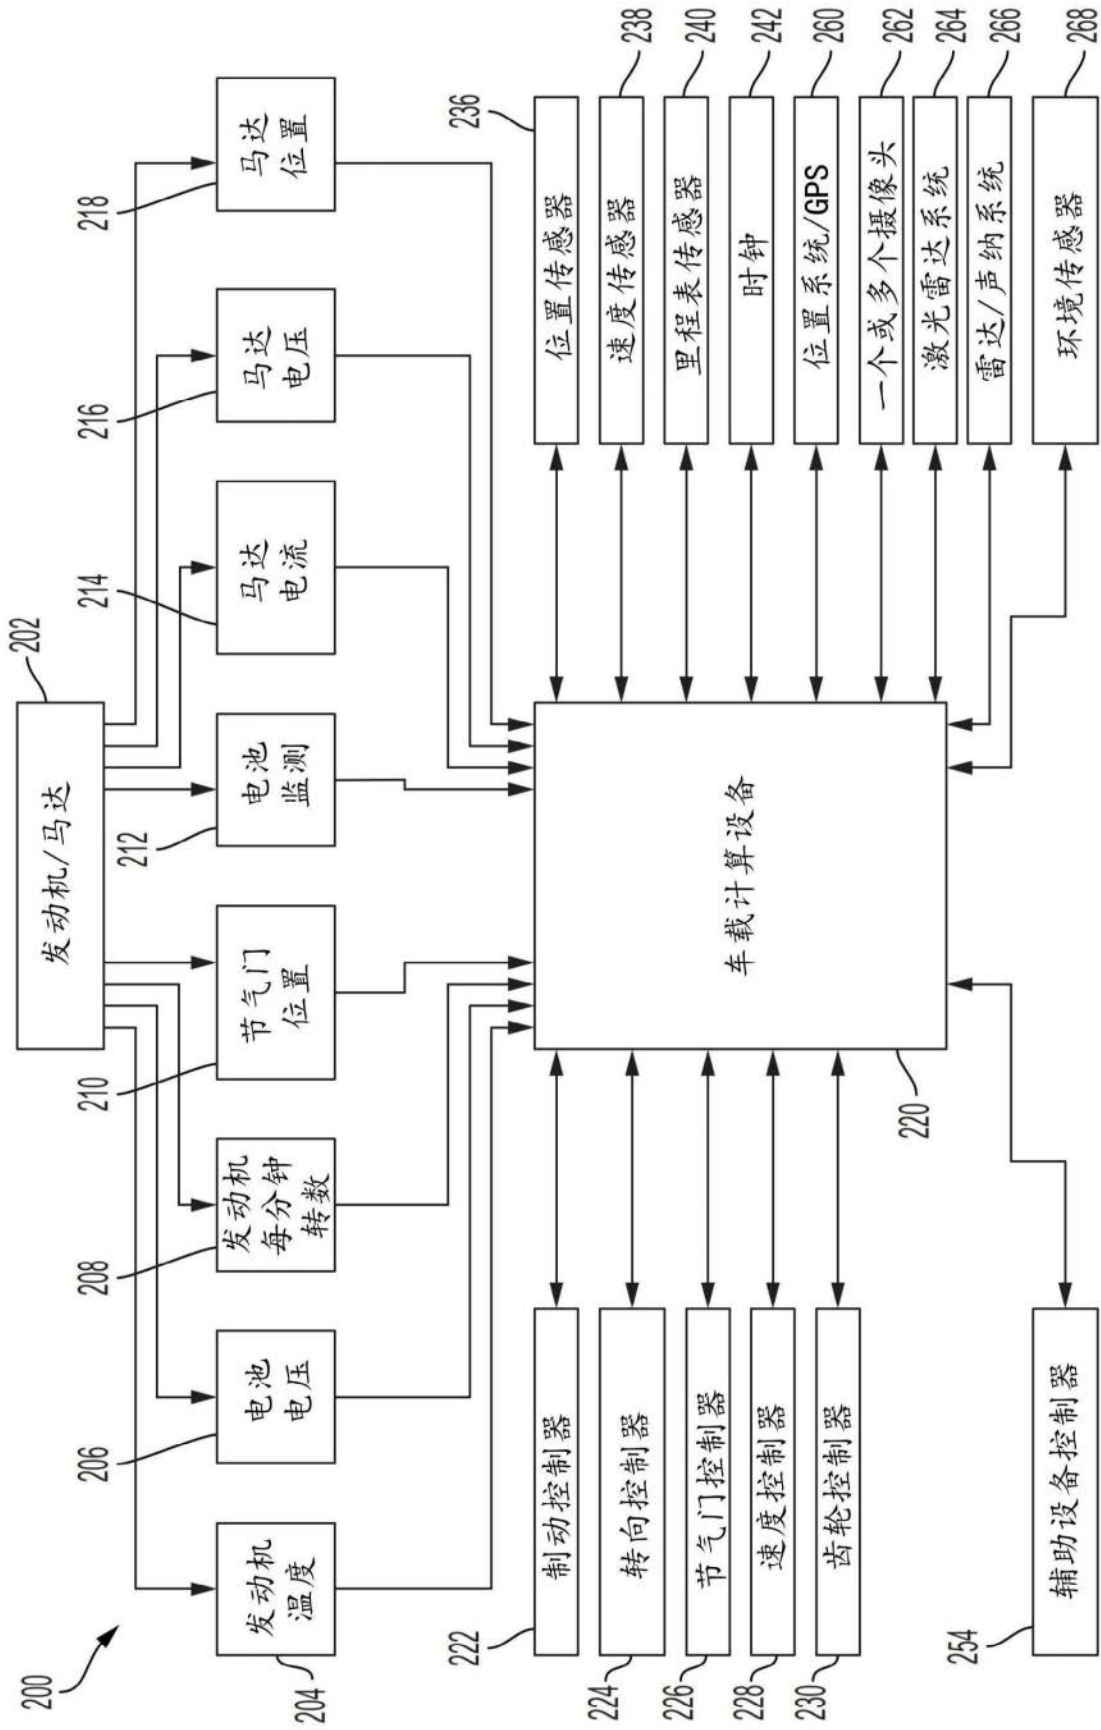 200
发动机/马达
202
发动机
温度
204
电池
电压
206
发动机
每分钟
转数
208
节气门
位置
210
电池
监测
212
马达
电流
214
马达
电压
216
马达
位置
218
车载计算设备
220
制动控制器
222
转向控制器
224
节气门控制器
226
速度控制器
228
齿轮控制器
230
辅助设备控制器
254
位置传感器
236
速度传感器
238
里程表传感器
240
时钟
242
位置系统/GPS
260
一个或多个摄像头
262
激光雷达系统
264
雷达/声纳系统
266
环境传感器
268